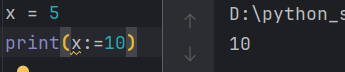 x = 5
print(x:=10)
D:\python_s
10